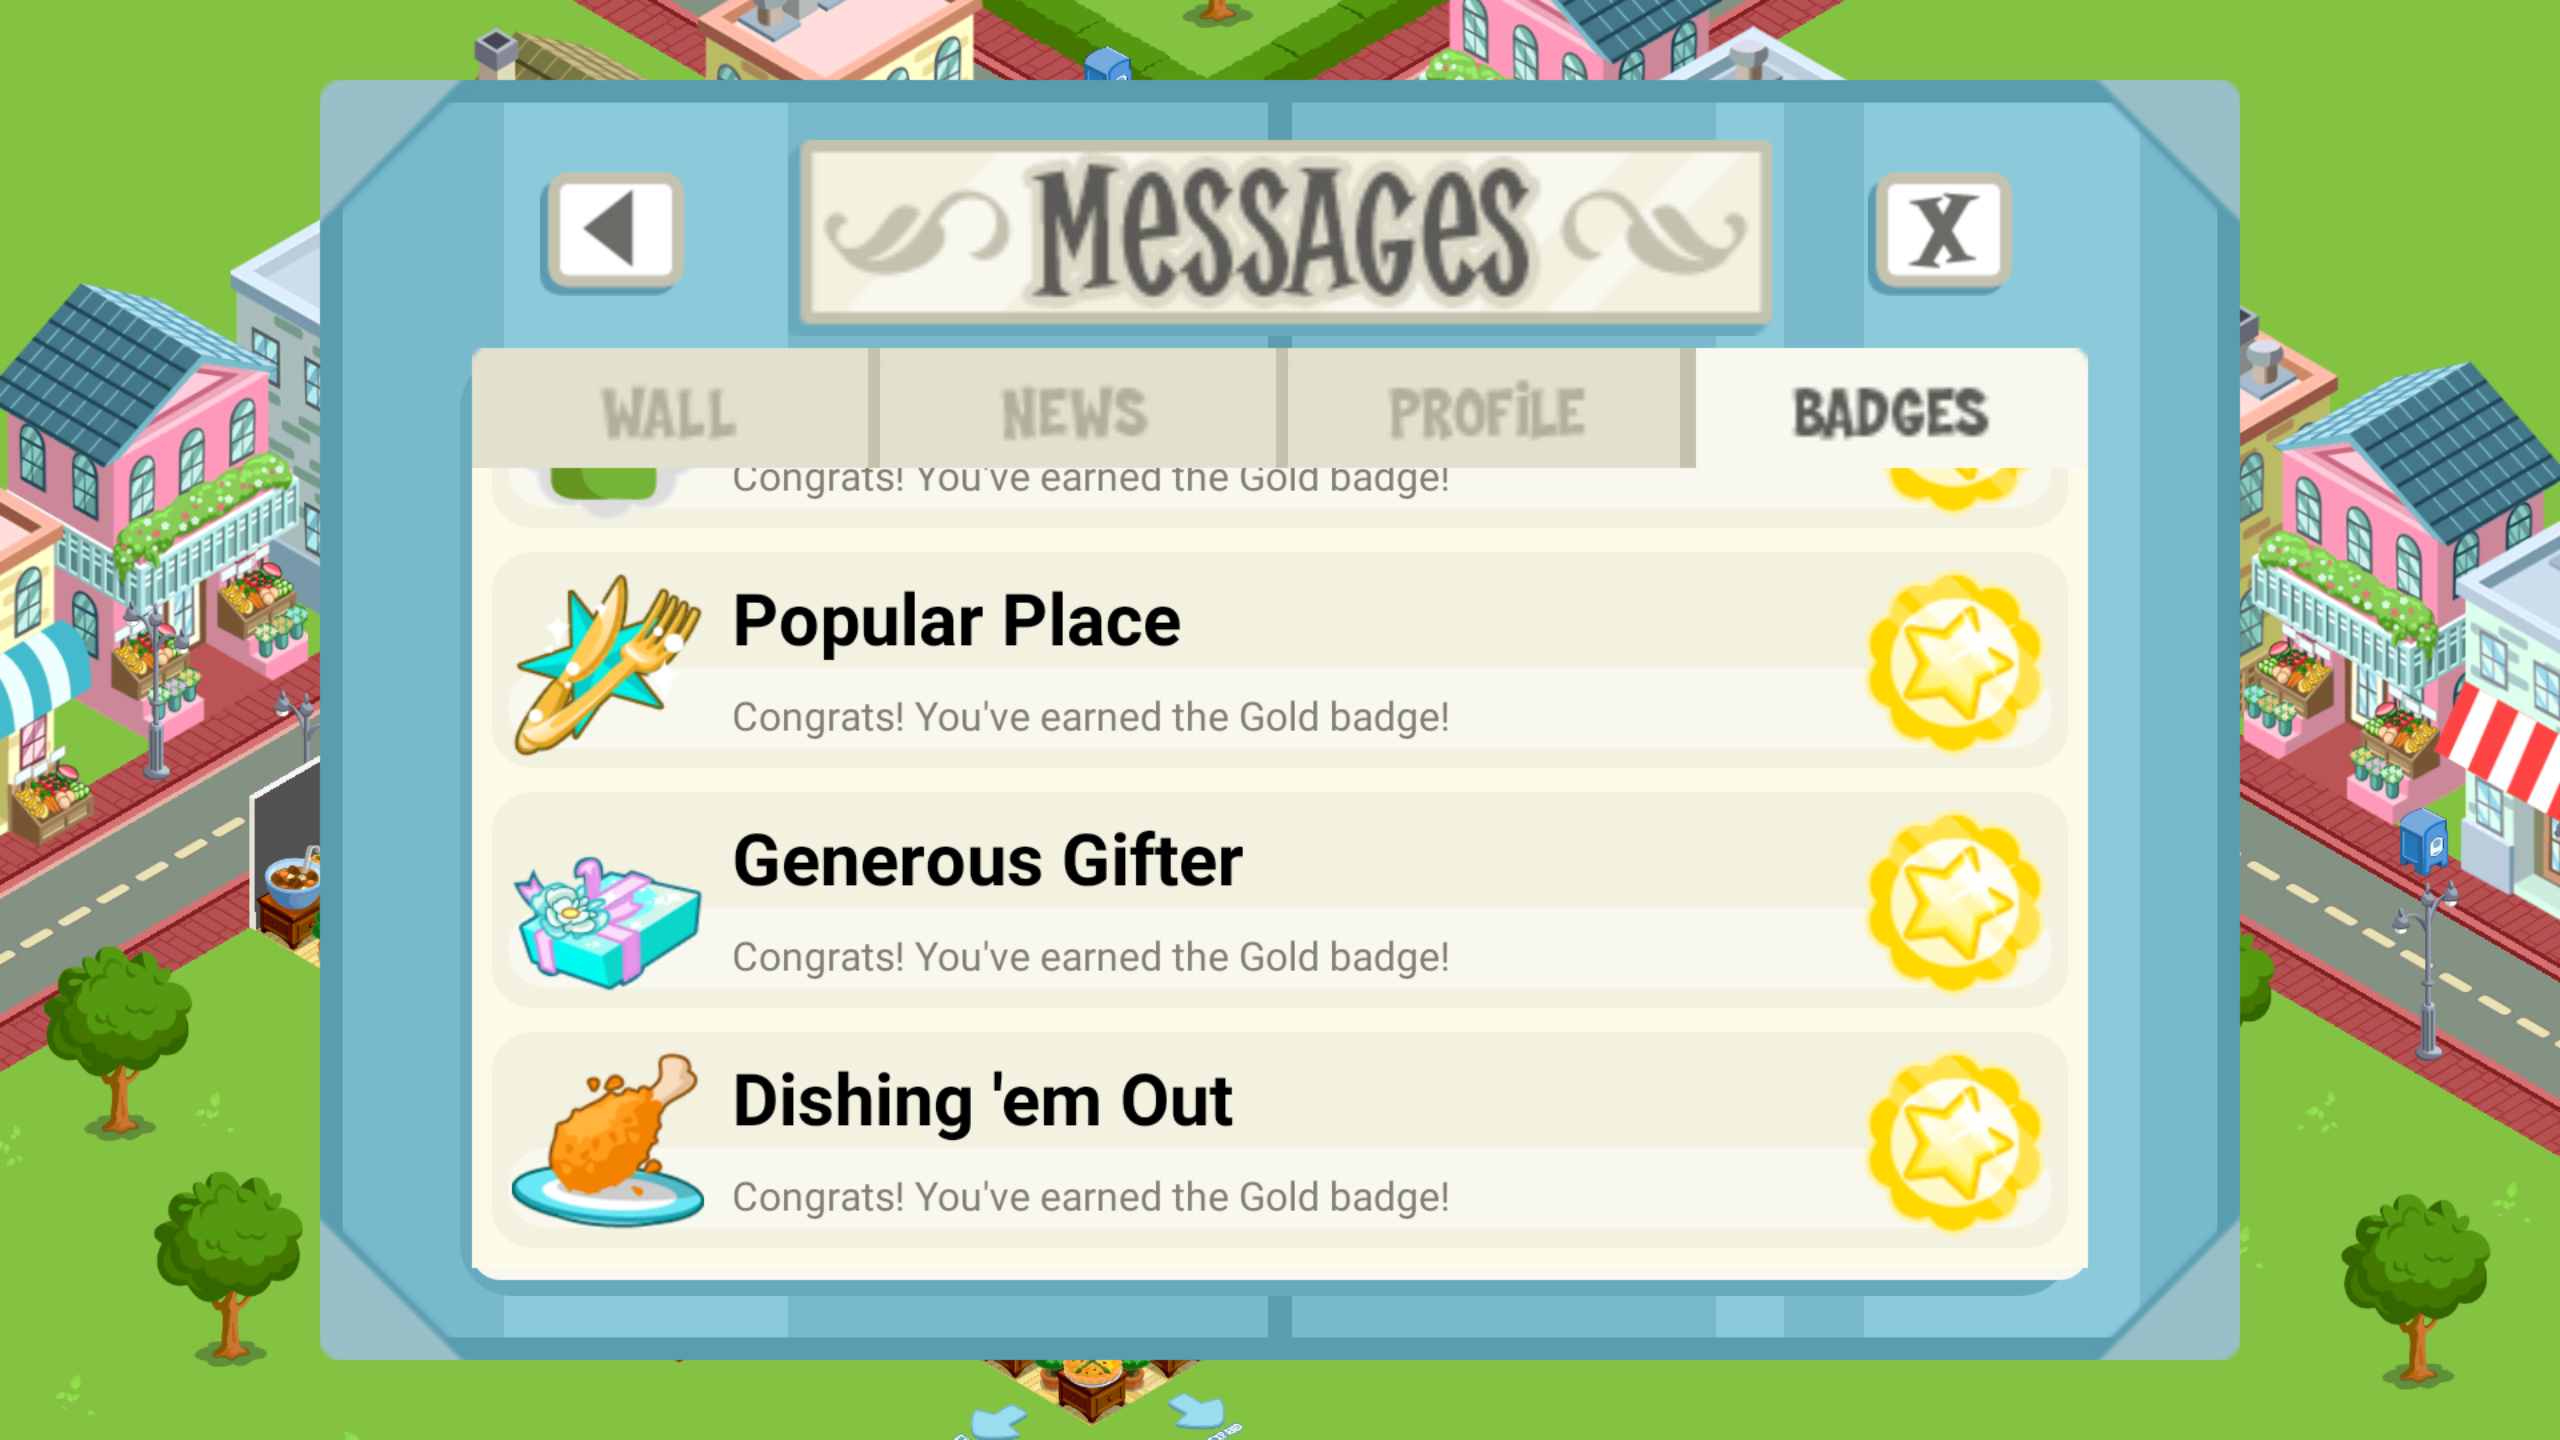 Messages
X
WALL
NEWS
PROFiLE
BADGES
Congrats! You've earned the Gold badge!
Popular Place
Congrats! You've earned the Gold badge!
Generous Gifter
Congrats! You've earned the Gold badge!
Dishing 'em Out
Congrats! You've earned the Gold badge!